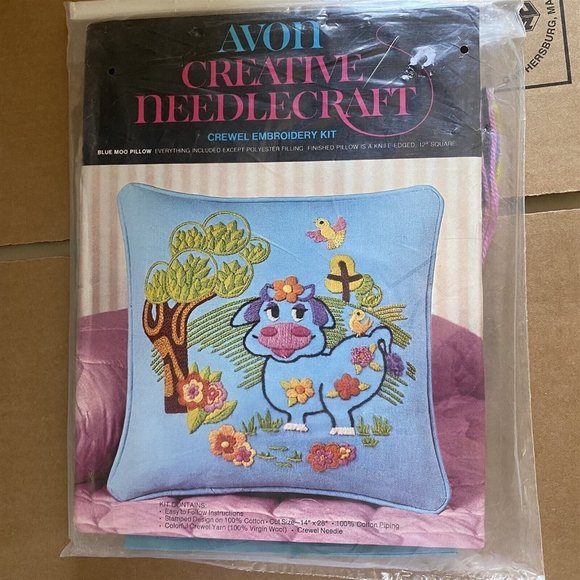 AVON
CREATIVE
NEEDLECRAFT
CREWEL EMBROIDERY KIT
BLUE MOO PILLOW EVERYTHING INCLUDED EXCEPT POLYESTER FILLING. FINISHED PILLOW IS A KNIFE-EDGED, 12" SQUARE.
KIT CONTAINS:
• Easy to Follow Instructions
• Stamped Design on 100% Cotton - Cut Size-14" x 28" • 100% Cotton Piping
• Colorful Crewel Yarn (100% Virgin Wool) • Crewel Needle
HERSBURG, MA